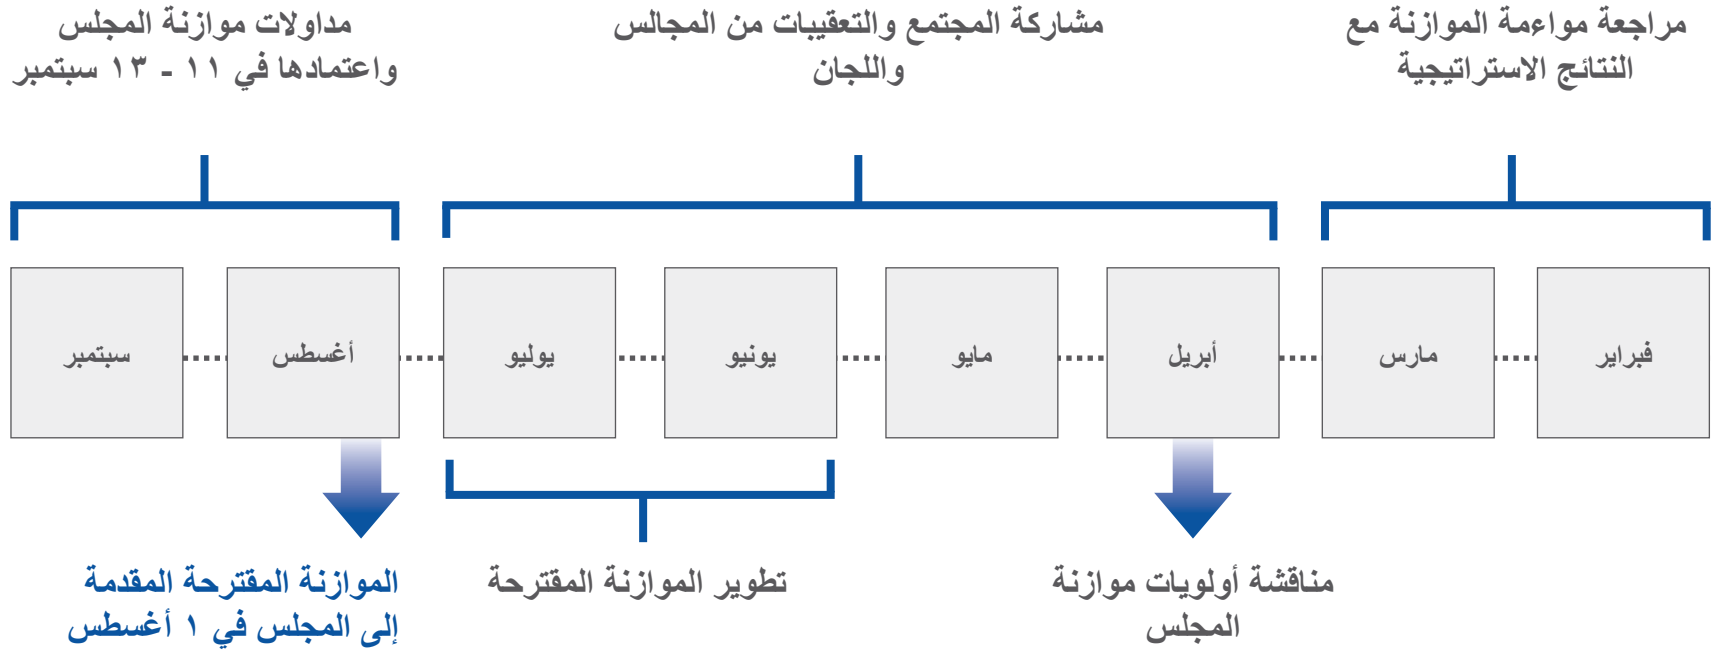 مراجعة مواءمة الموازنة مع
النتائج الاستراتيجية
مشاركة المجتمع والتعقيبات من المجالس
واللجان
مداولات موازنة المجلس
واعتمادها في ١١ - ١٣ سبتمبر
فبراير
مارس
أبريل
مايو
يونيو
يوليو
أغسطس
سبتمبر
مناقشة أولويات موازنة
المجلس
تطوير الموازنة المقترحة
الموازنة المقترحة المقدمة
إلى المجلس في ١ أغسطس